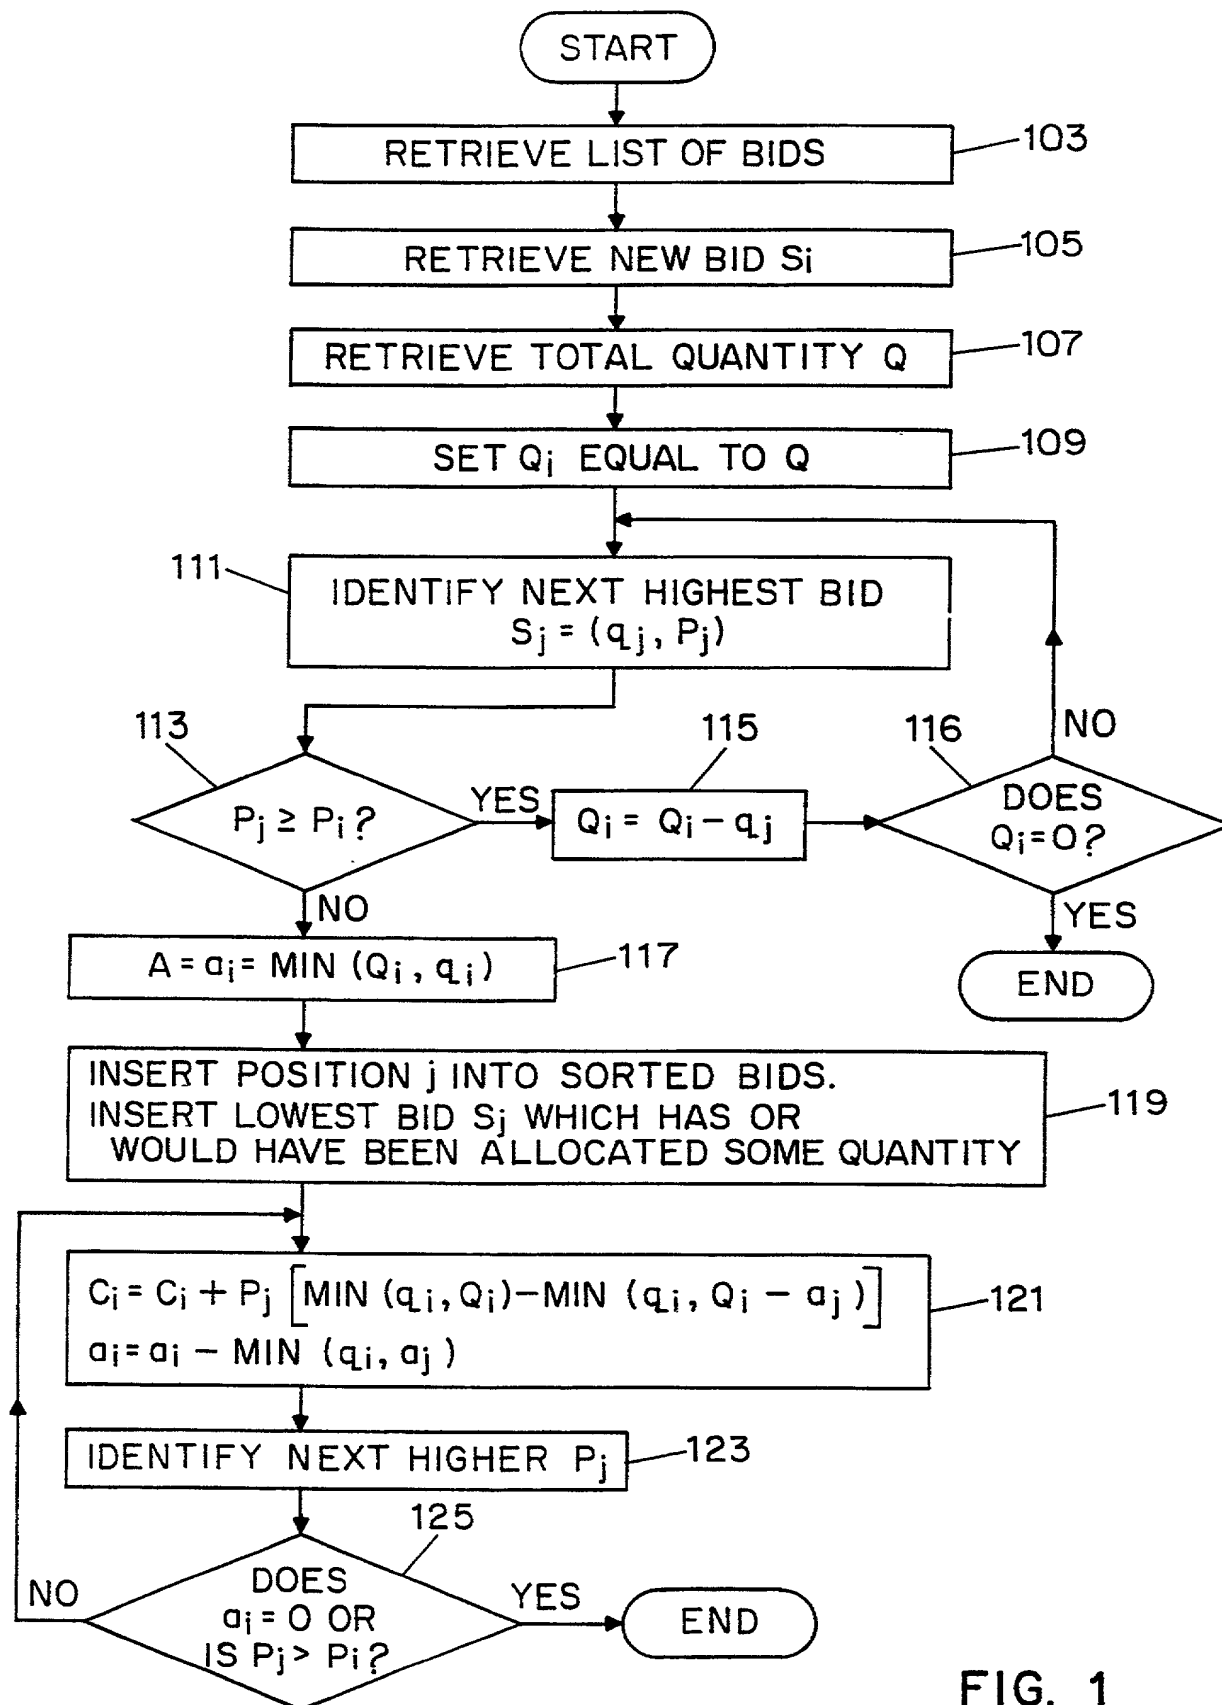 START
RETRIEVE LIST OF BIDS
103
RETRIEVE NEW BID Si
105
RETRIEVE TOTAL QUANTITY Q
107
SET Qi EQUAL TO Q
109
111
IDENTIFY NEXT HIGHEST BID
Sj = (qj, Pj)
113
Pj ≥ Pi?
YES
115
Qi = Qi - qj
116
DOES
Qi=0?
NO
YES
END
NO
A = ai = MIN (Qi, qi)
117
INSERT POSITION j INTO SORTED BIDS.
INSERT LOWEST BID Sj WHICH HAS OR
WOULD HAVE BEEN ALLOCATED SOME QUANTITY
119
Ci = Ci + Pj [MIN (qi, Qi)-MIN (qi, Qi - aj)]
ai = ai - MIN (qi, aj)
121
IDENTIFY NEXT HIGHER Pj
123
125
DOES
ai = 0 OR
IS Pj > Pi?
NO
YES
END
FIG. 1